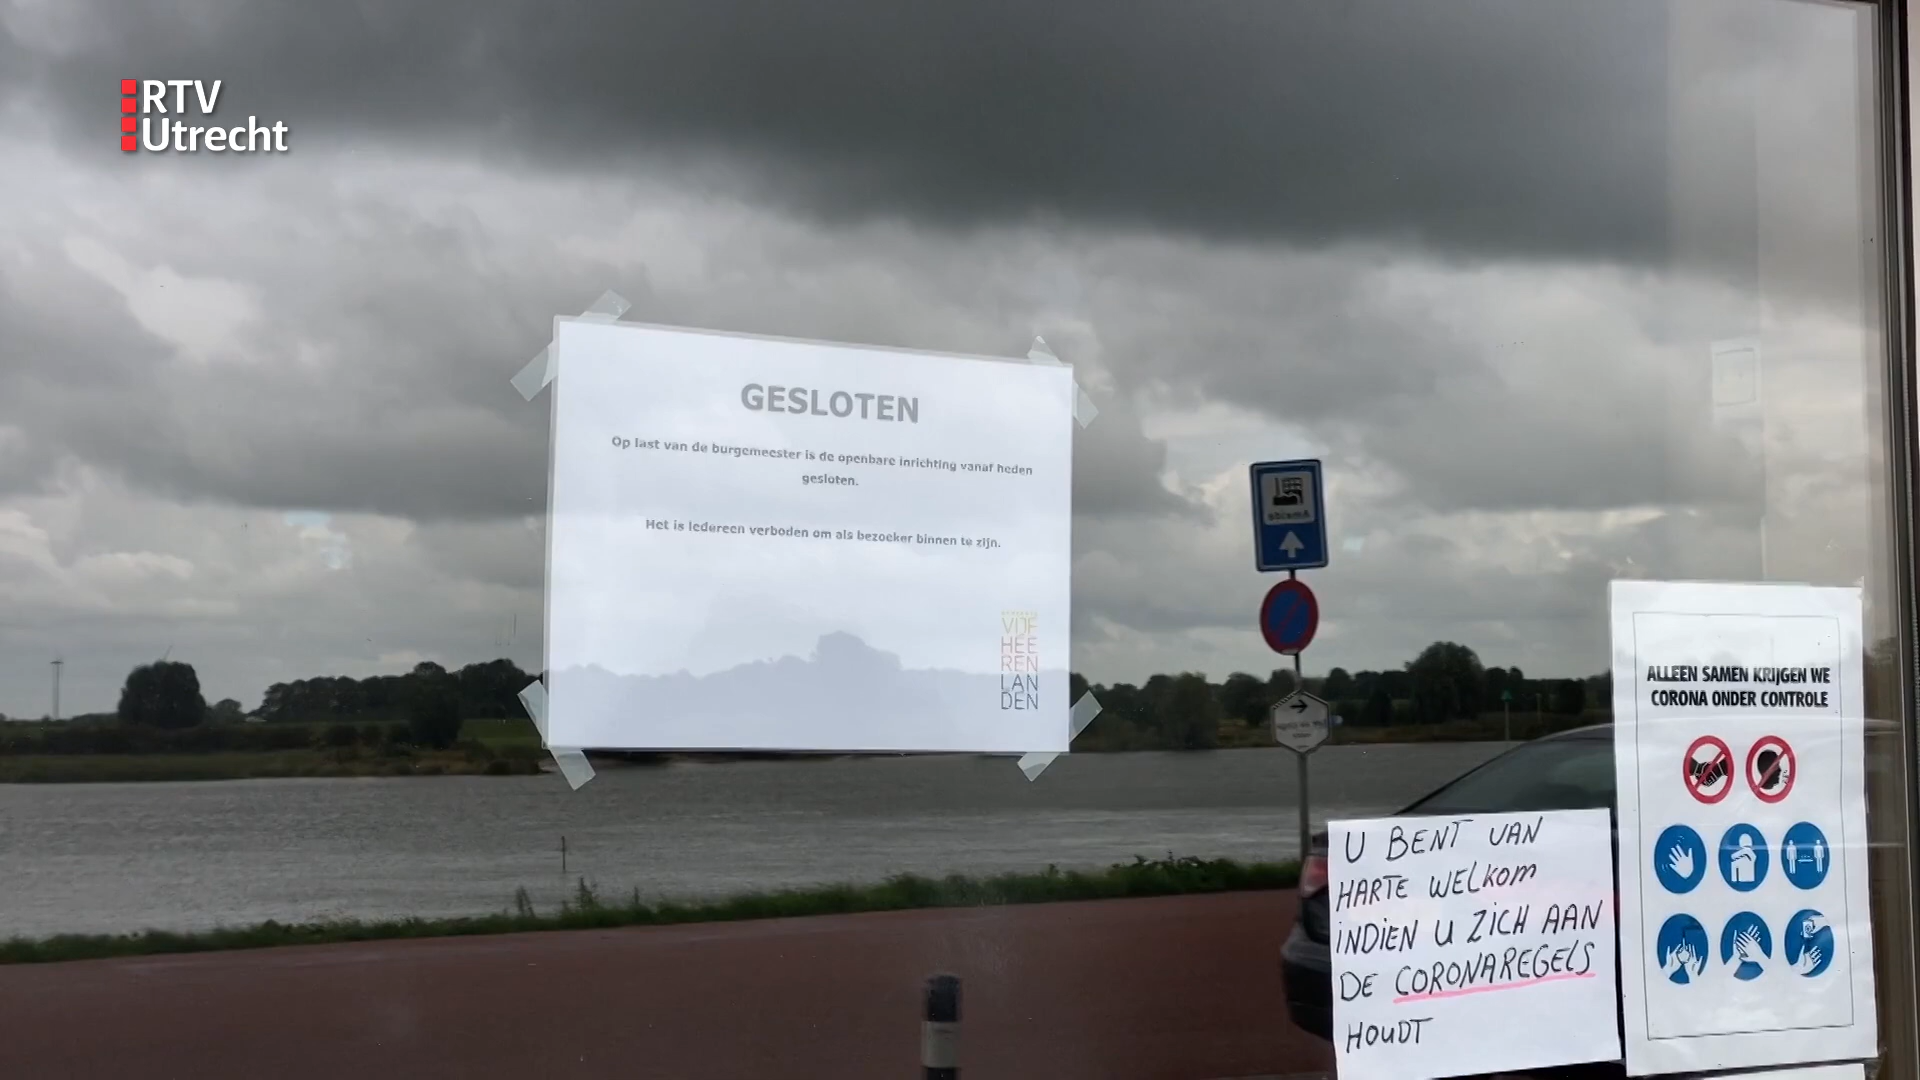 RTV
Utrecht
GESLOTEN
Op last van de burgemeester is de openbare inrichting vanaf heden
gesloten.
Het is iedereen verboden om als bezoeker binnen te zijn.
VIJF
HEE
REN
LAN
DEN
U BENT VAN
HARTE WELKOM
INDIEN U ZICH AAN
DE CORONAREGELS
HOUDT
ALLEEN SAMEN KRIJGEN WE
CORONA ONDER CONTROLE